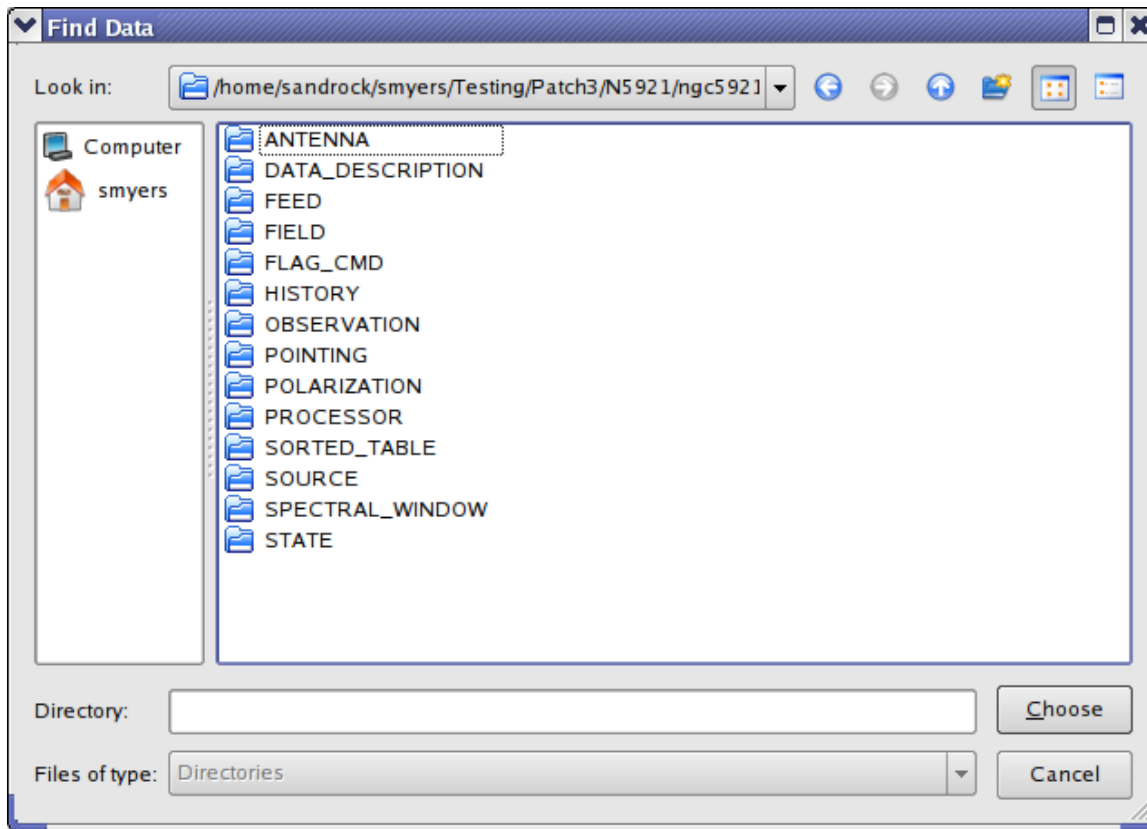 Find Data
Look in:
/home/sandrock/smyers/Testing/Patch3/N5921/ngc5921
Computer
smyers
ANTENNA
DATA_DESCRIPTION
FEED
FIELD
FLAG_CMD
HISTORY
OBSERVATION
POINTING
POLARIZATION
PROCESSOR
SORTED_TABLE
SOURCE
SPECTRAL_WINDOW
STATE
Directory:
Choose
Files of type:
Directories
Cancel